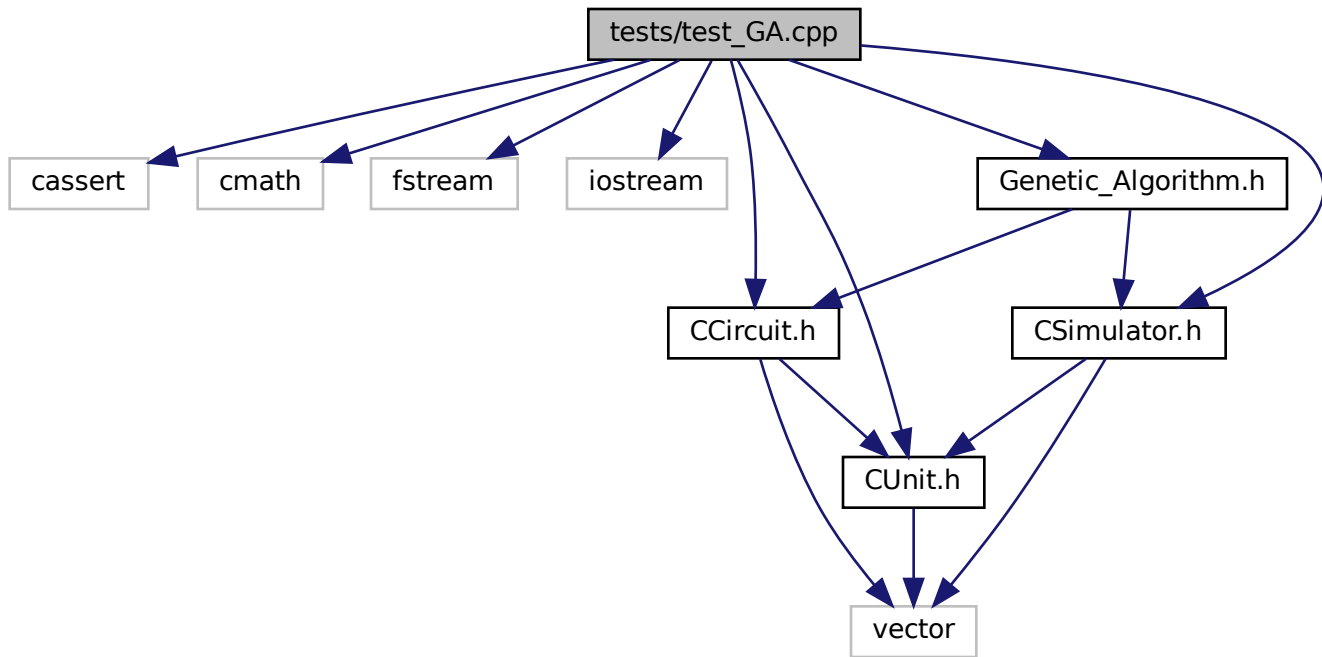 tests/test_GA.cpp
cassert
cmath
fstream
iostream
Genetic_Algorithm.h
CCircuit.h
CSimulator.h
CUnit.h
vector